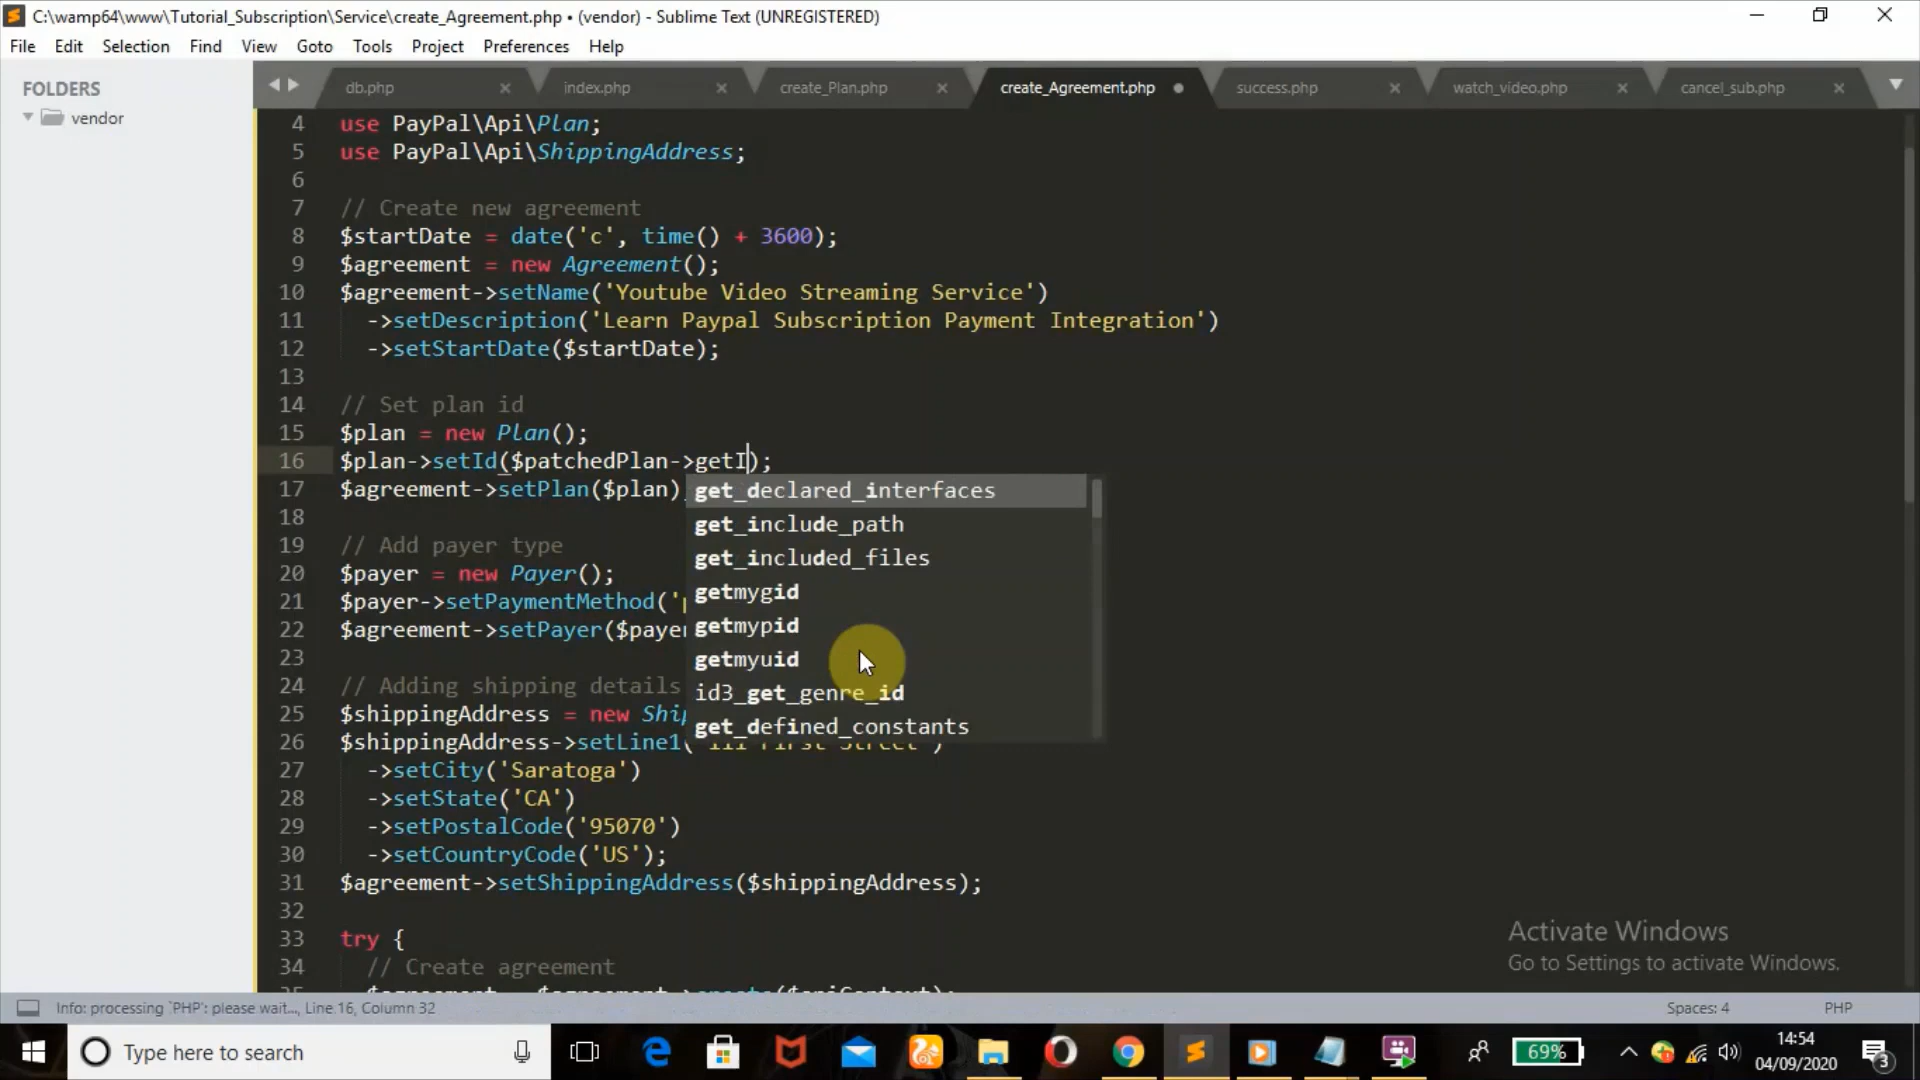 C:\wamp64\www\Tutorial_Subscription\Service\create_Agreement.php • (vendor) - Sublime Text (UNREGISTERED)
File Edit Selection Find View Goto Tools Project Preferences Help
FOLDERS
vendor
db.php × index.php × create_Plan.php × create_Agreement.php success.php × watch_video.php × cancel_sub.php ×
4 use PayPal\Api\Plan;
5 use PayPal\Api\ShippingAddress;
6
7 // Create new agreement
8 $startDate = date('c', time() + 3600);
9 $agreement = new Agreement();
10 $agreement->setName('Youtube Video Streaming Service')
11 ->setDescription('Learn Paypal Subscription Payment Integration')
12 ->setStartDate($startDate);
13
14 // Set plan id
15 $plan = new Plan();
16 $plan->setId($patchedPlan->getI);
17 $agreement->setPlan($plan)
18
19 // Add payer type
20 $payer = new Payer();
21 $payer->setPaymentMethod('
22 $agreement->setPayer($paye
23
24 // Adding shipping details
25 $shippingAddress = new Shi
26 $shippingAddress->setLine1( First Street')
27 ->setCity('Saratoga')
28 ->setState('CA')
29 ->setPostalCode('95070')
30 ->setCountryCode('US');
31 $agreement->setShippingAddress($shippingAddress);
32
33 try {
34 // Create agreement
get_declared_interfaces
get_include_path
get_included_files
getmygid
getmypid
getmyuid
id3_get_genre_id
get_defined_constants
Activate Windows
Go to Settings to activate Windows.
Info: processing `PHP': please wait..., Line 16, Column 32
Spaces: 4
PHP
Type here to search
69%
14:54
04/09/2020
3